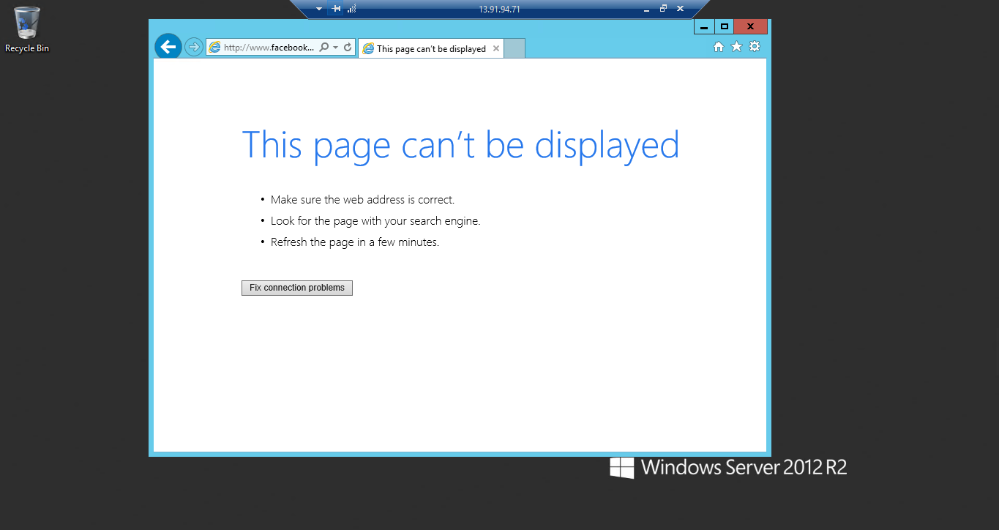 13.91.94.71
Recycle Bin
http://www.facebook...
This page can't be displayed
This page can’t be displayed
• Make sure the web address is correct.
• Look for the page with your search engine.
• Refresh the page in a few minutes.
Fix connection problems
Windows Server 2012 R2